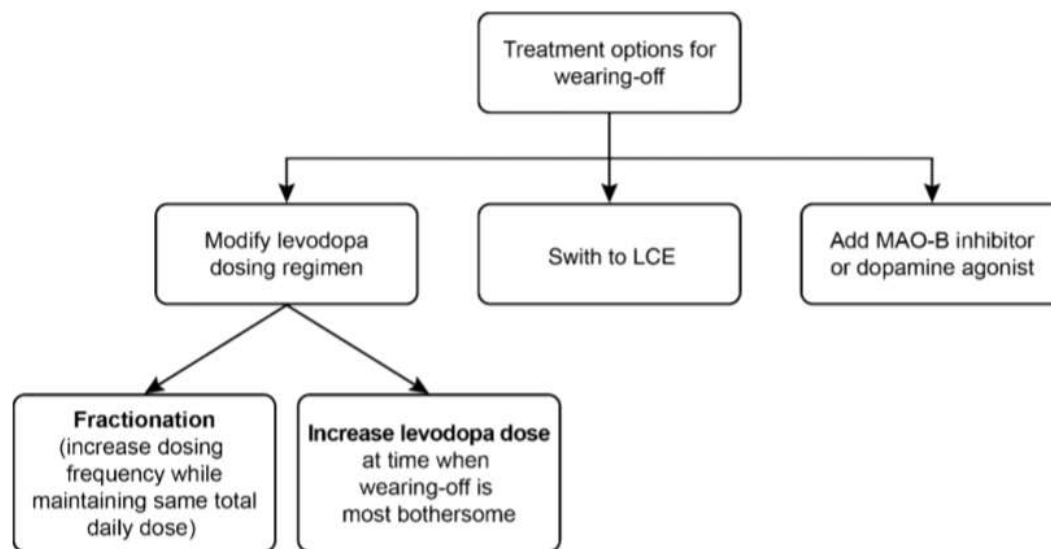 Treatment options for
wearing-off
Modify levodopa
dosing regimen
Swith to LCE
Add MAO-B inhibitor
or dopamine agonist
Fractionation
(increase dosing
frequency while
maintaining same total
daily dose)
Increase levodopa dose
at time when
wearing-off is
most bothersome